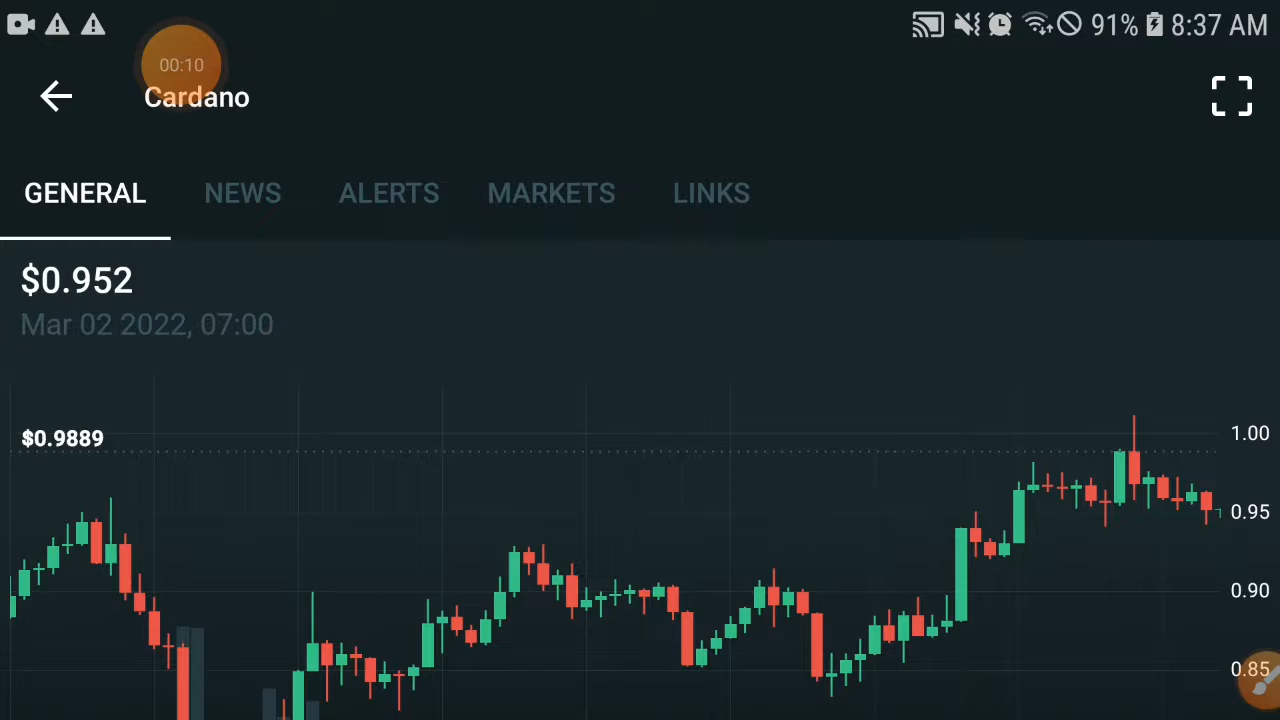 91% 8:37 AM
00:10
Cardano
GENERAL NEWS ALERTS MARKETS LINKS
$0.952
Mar 02 2022, 07:00
$0.9889
1.00
0.95
0.90
0.85